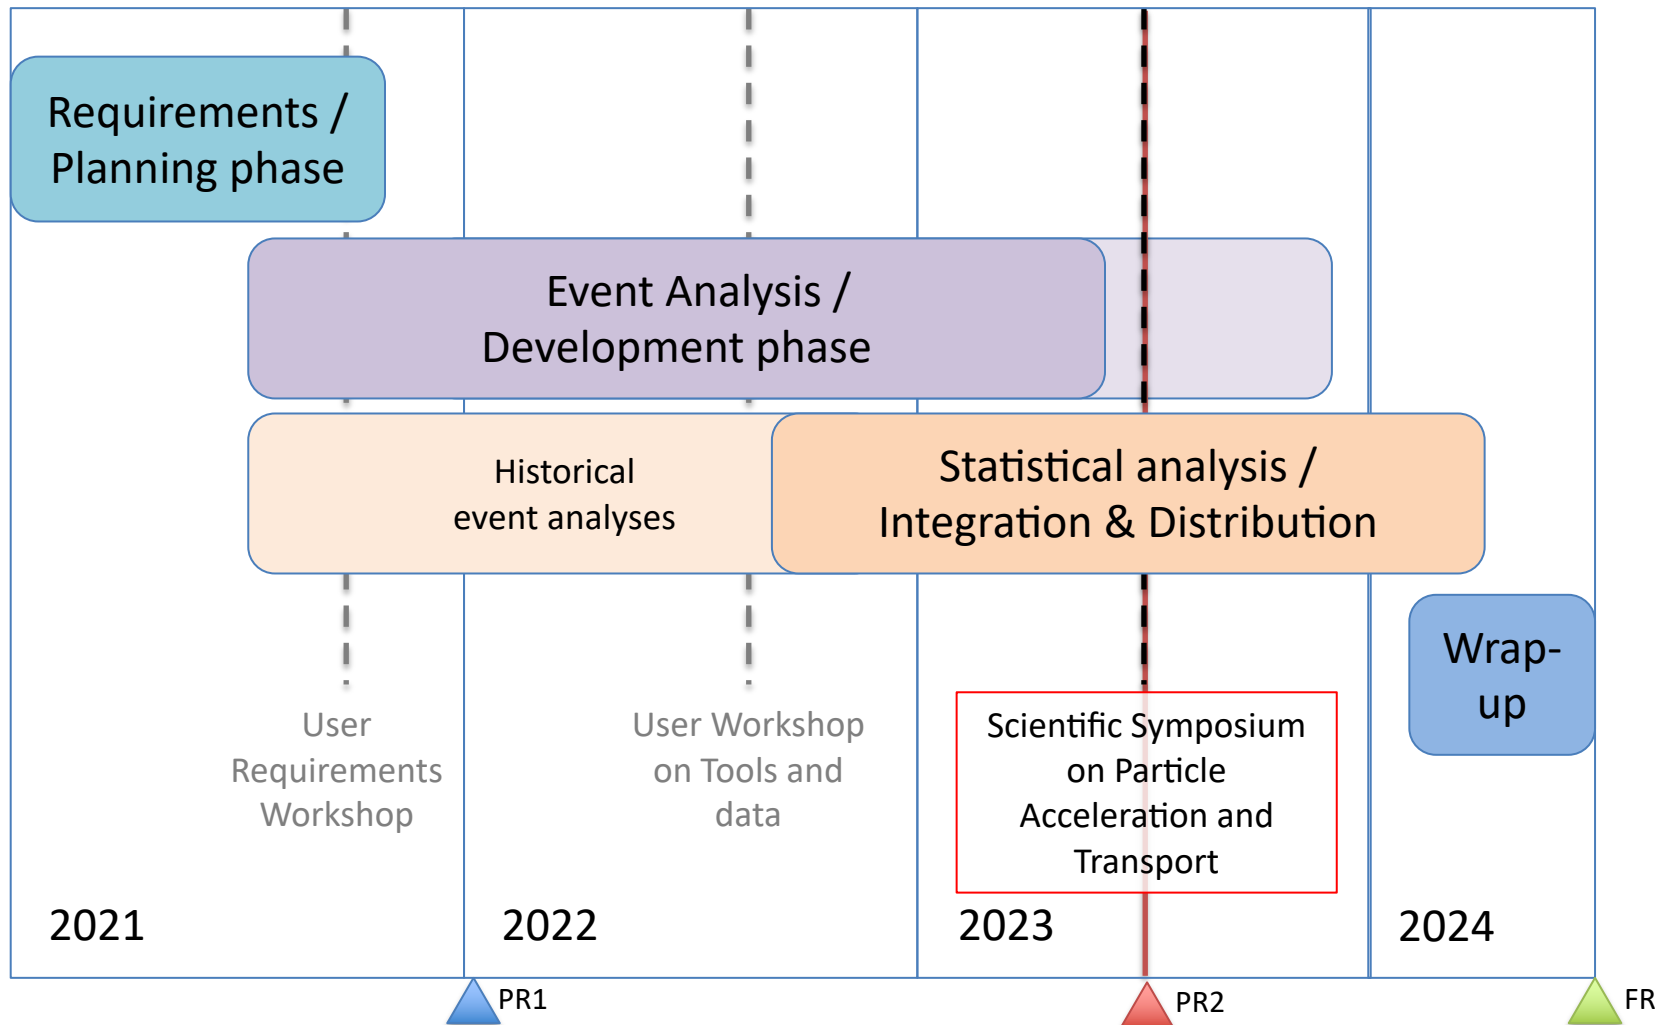 Requirements /
Planning phase
Event Analysis /
Development phase
Historical
event analyses
Statistical analysis /
Integration & Distribution
Wrap-
up
User
Requirements
Workshop
User Workshop
on Tools and
data
Scientific Symposium
on Particle
Acceleration and
Transport
2021
2022
2023
2024
PR1
PR2
FR